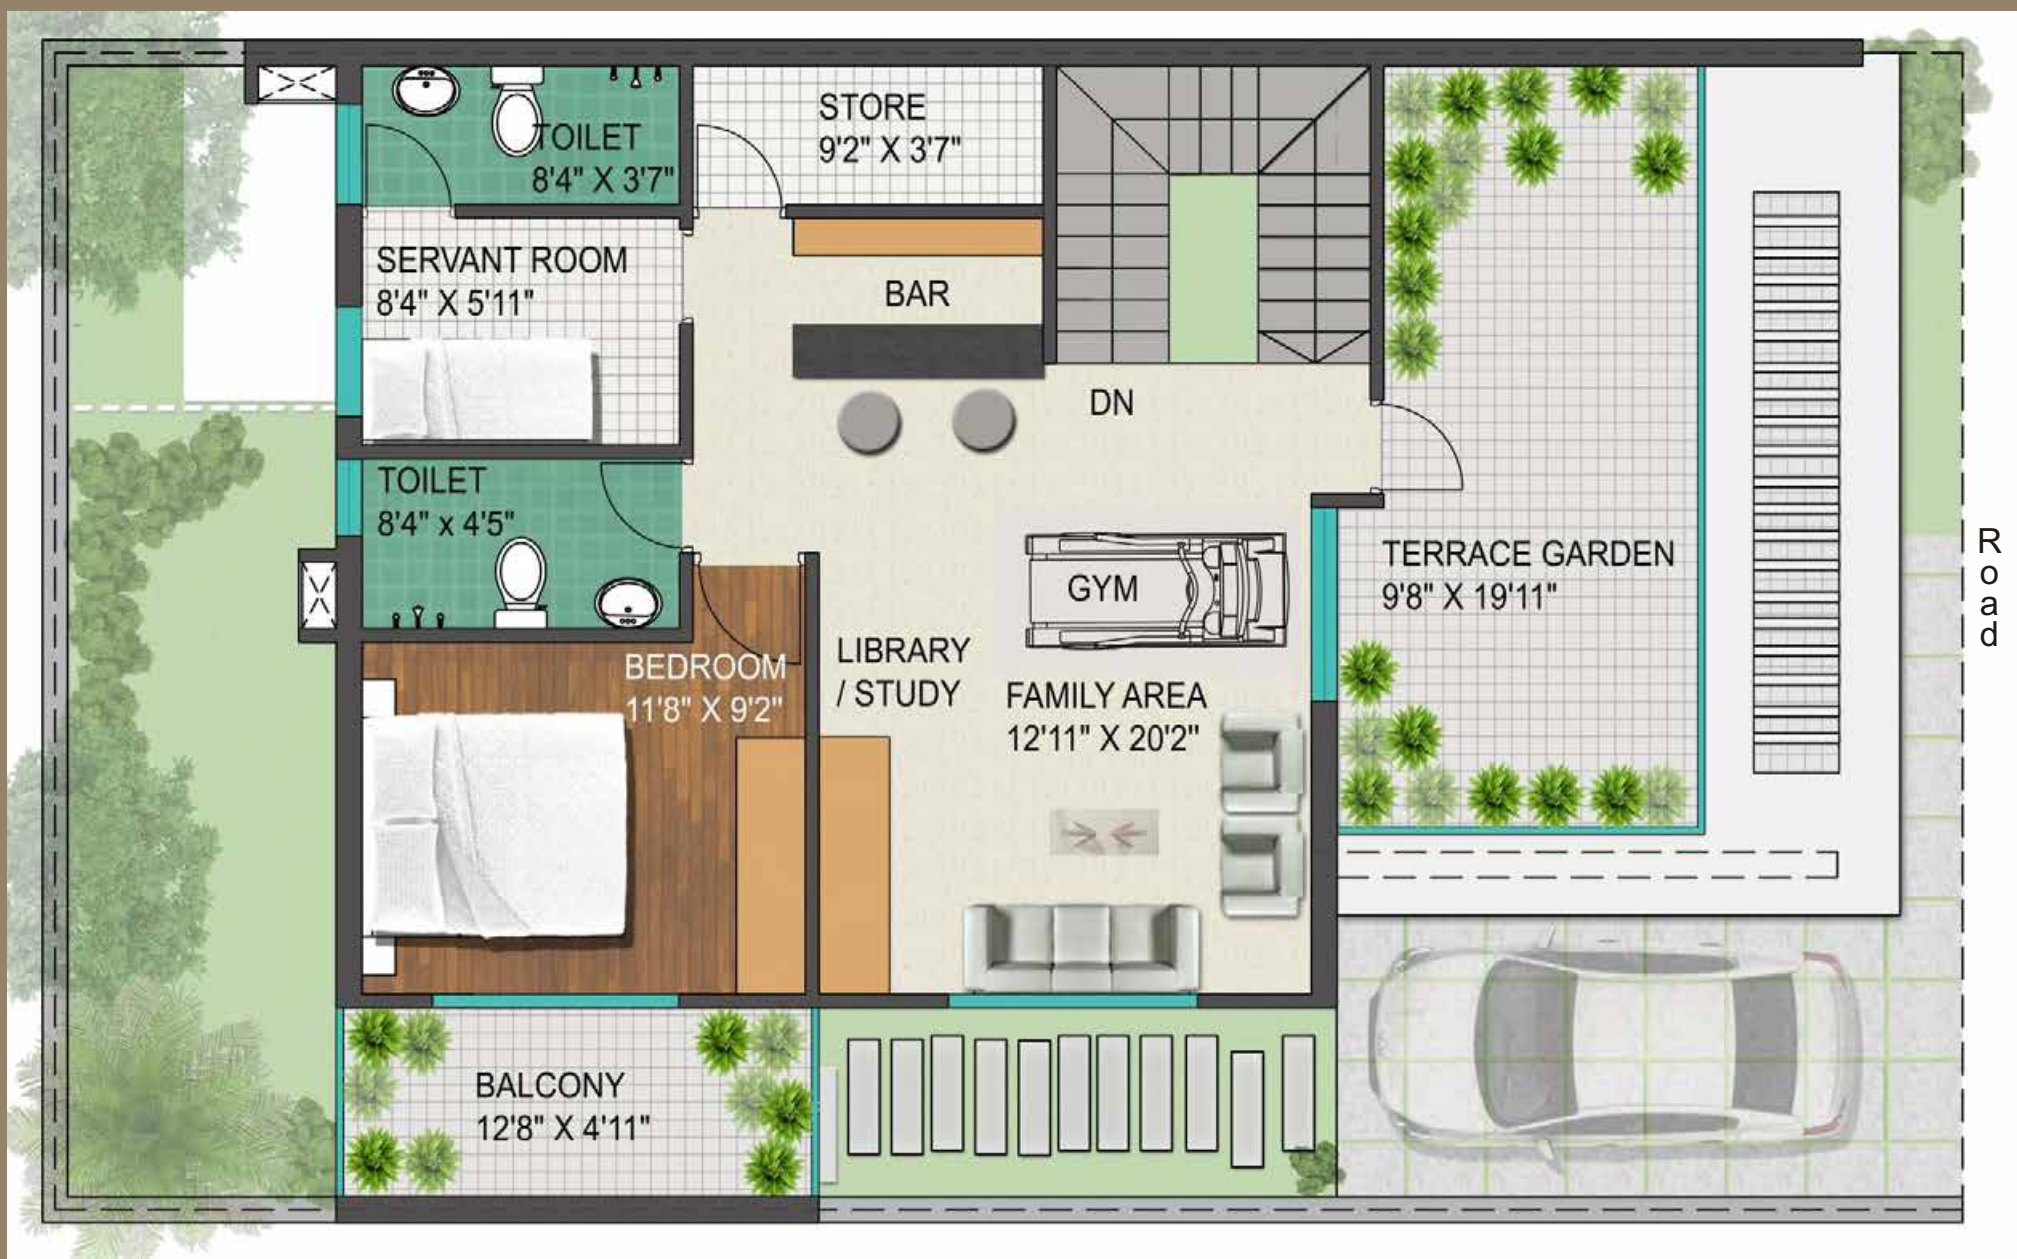 TOILET
8'4" X 3'7"
STORE
9'2" X 3'7"
SERVANT ROOM
8'4" X 5'11"
BAR
DN
TOILET
8'4" x 4'5"
GYM
TERRACE GARDEN
9'8" X 19'11"
Road
BEDROOM
11'8" X 9'2"
LIBRARY
/ STUDY
FAMILY AREA
12'11" X 20'2"
BALCONY
12'8" X 4'11"